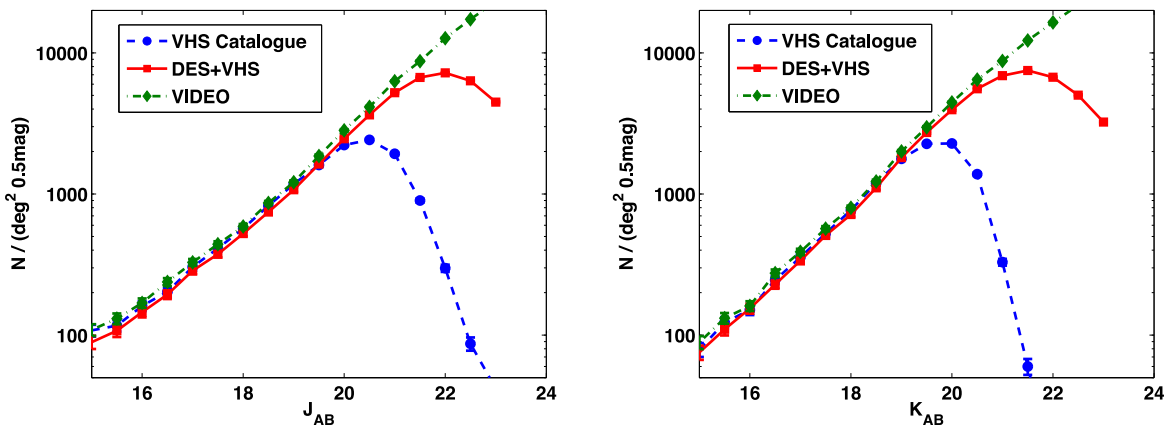 VHS Catalogue
DES+VHS
VIDEO
10000
1000
100
N / (deg² 0.5mag)
16 18 20 22 24
J_AB
VHS Catalogue
DES+VHS
VIDEO
10000
1000
100
N / (deg² 0.5mag)
16 18 20 22 24
K_AB